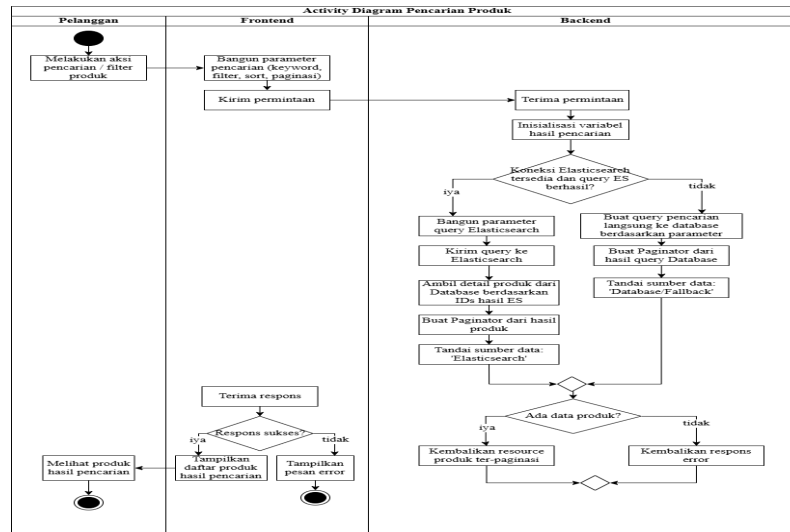 Activity Diagram Pencarian Produk
Pelanggan
Frontend
Backend
Melakukan aksi
pencarian / filter
produk
Bangun parameter
pencarian (keyword,
filter, sort, paginasi)
Kirim permintaan
Terima permintaan
Inisialisasi variabel
hasil pencarian
Koneksi Elasticsearch
tersedia dan query ES
berhasil?
iya
tidak
Bangun parameter
query Elasticsearch
Kirim query ke
Elasticsearch
Ambil detail produk dari
Database berdasarkan
IDs hasil ES
Buat Paginator dari hasil
produk
Tandai sumber data:
'Elasticsearch'
Buat query pencarian
langsung ke database
berdasarkan parameter
Buat Paginator dari
hasil query Database
Tandai sumber data:
'Database/Fallback'
Ada data produk?
iya
tidak
Kembalikan resource
produk ter-paginasi
Kembalikan respons
error
Terima respons
Respons sukses?
iya
tidak
Tampilkan
daftar produk
hasil pencarian
Tampilkan
pesan error
Melihat produk
hasil pencarian